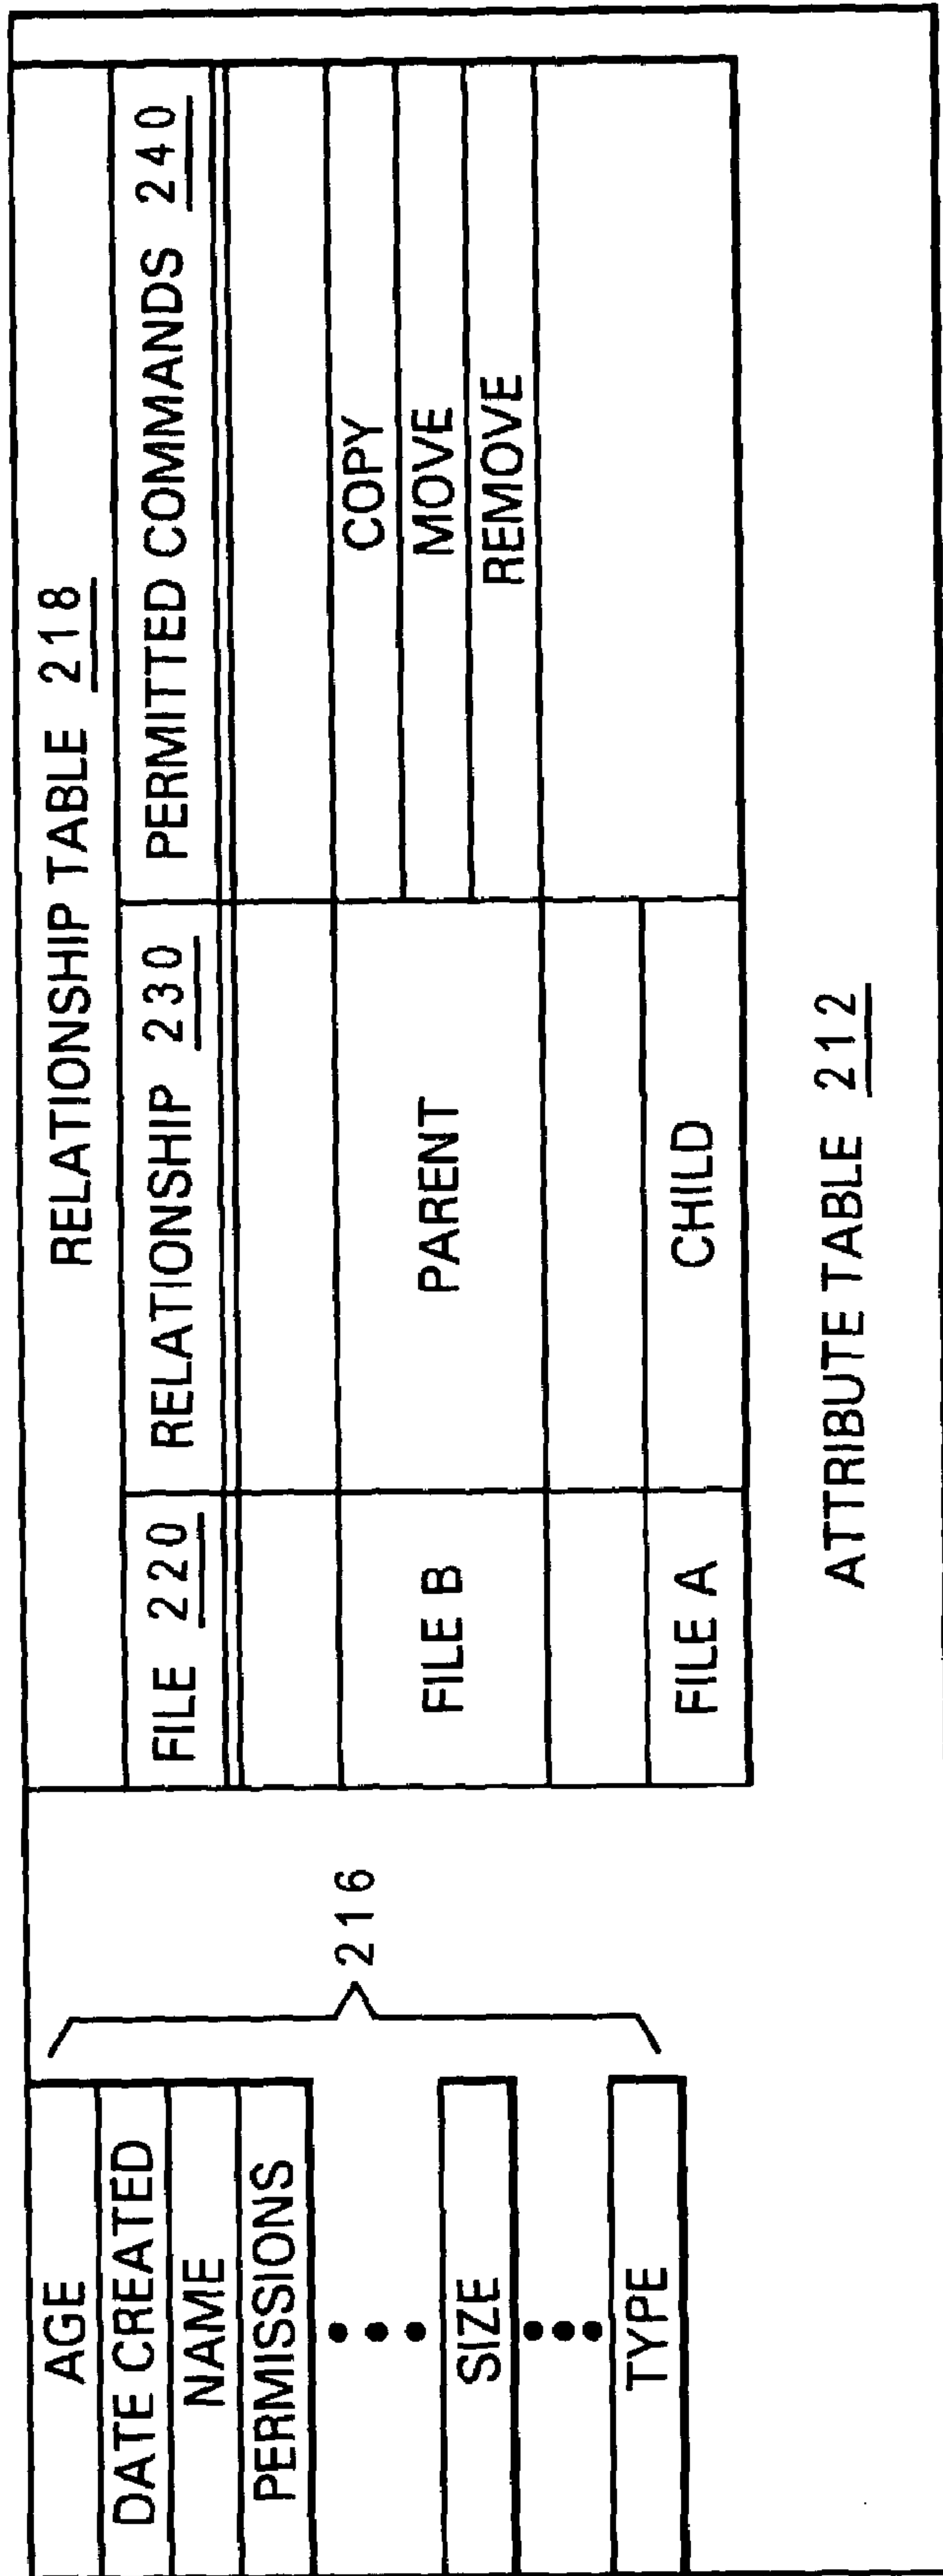 AGE
DATE CREATED
NAME
PERMISSIONS
SIZE
TYPE
216
RELATIONSHIP TABLE 218
FILE 220 RELATIONSHIP 230 PERMITTED COMMANDS 240
FILE B PARENT COPY
MOVE
REMOVE
FILE A CHILD
ATTRIBUTE TABLE 212